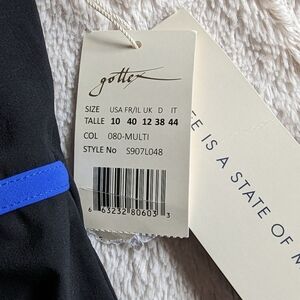 gottex
SIZE USA FR/IL UK D IT
TALLE 10 40 12 38 44
COL 080-MULTI
STYLE No S907L048
6 63232 80603 3
FE IS A STATE OF M